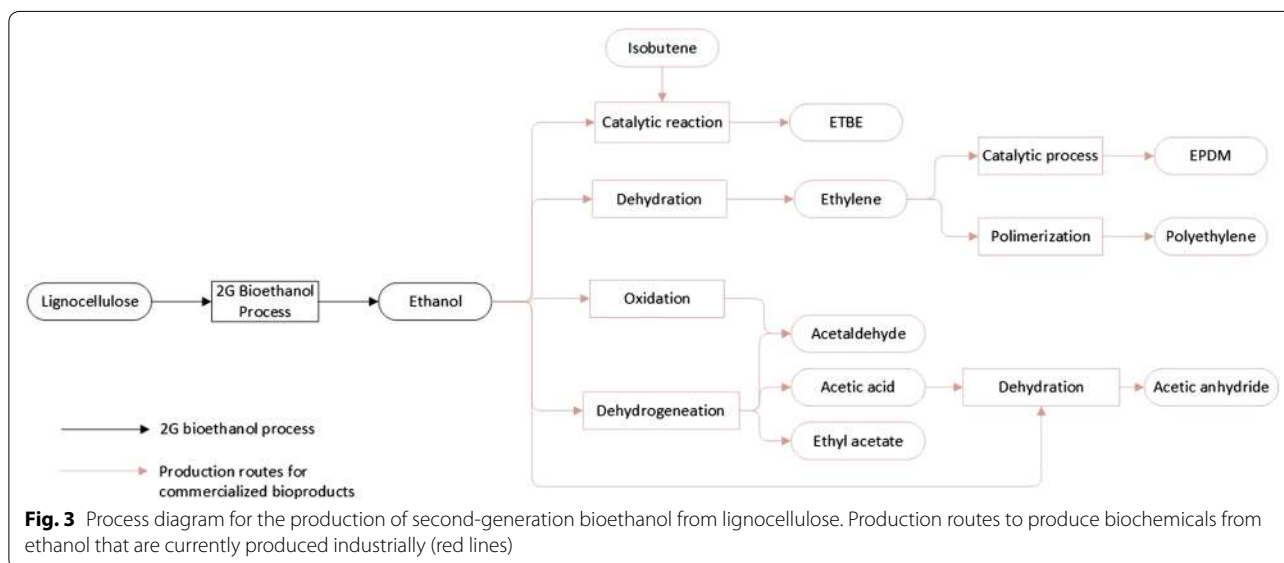 Isobutene
Catalytic reaction
ETBE
Catalytic process
EPDM
Dehydration
Ethylene
Polimerization
Polyethylene
Lignocellulose
2G Bioethanol
Process
Ethanol
Oxidation
Acetaldehyde
Acetic acid
Dehydration
Acetic anhydride
Dehydrogeneation
Ethyl acetate
2G bioethanol process
Production routes for
commercialized bioproducts
Fig. 3 Process diagram for the production of second-generation bioethanol from lignocellulose. Production routes to produce biochemicals from
ethanol that are currently produced industrially (red lines)